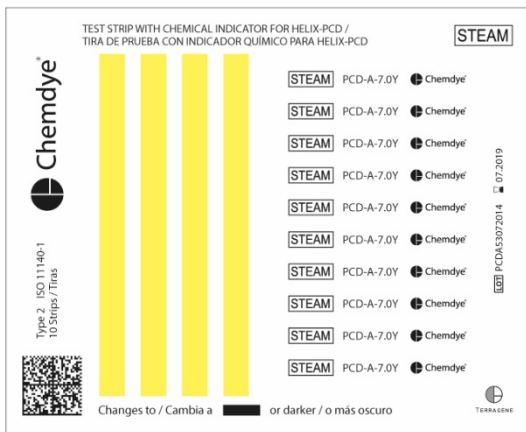 TEST STRIP WITH CHEMICAL INDICATOR FOR HELIX-PCD /
TIRA DE PRUEBA CON INDICADOR QUÍMICO PARA HELIX-PCD
STEAM
Chemdye®
Type 2 ISO 11140-1
10 Strips / Tiras
STEAM PCD-A-7.0Y Chemdye®
STEAM PCD-A-7.0Y Chemdye®
STEAM PCD-A-7.0Y Chemdye®
STEAM PCD-A-7.0Y Chemdye®
STEAM PCD-A-7.0Y Chemdye®
STEAM PCD-A-7.0Y Chemdye®
STEAM PCD-A-7.0Y Chemdye®
STEAM PCD-A-7.0Y Chemdye®
STEAM PCD-A-7.0Y Chemdye®
STEAM PCD-A-7.0Y Chemdye®
LOT PCDA53072014 07.2019
Changes to / Cambia a or darker / o más oscuro
TERRAGENE